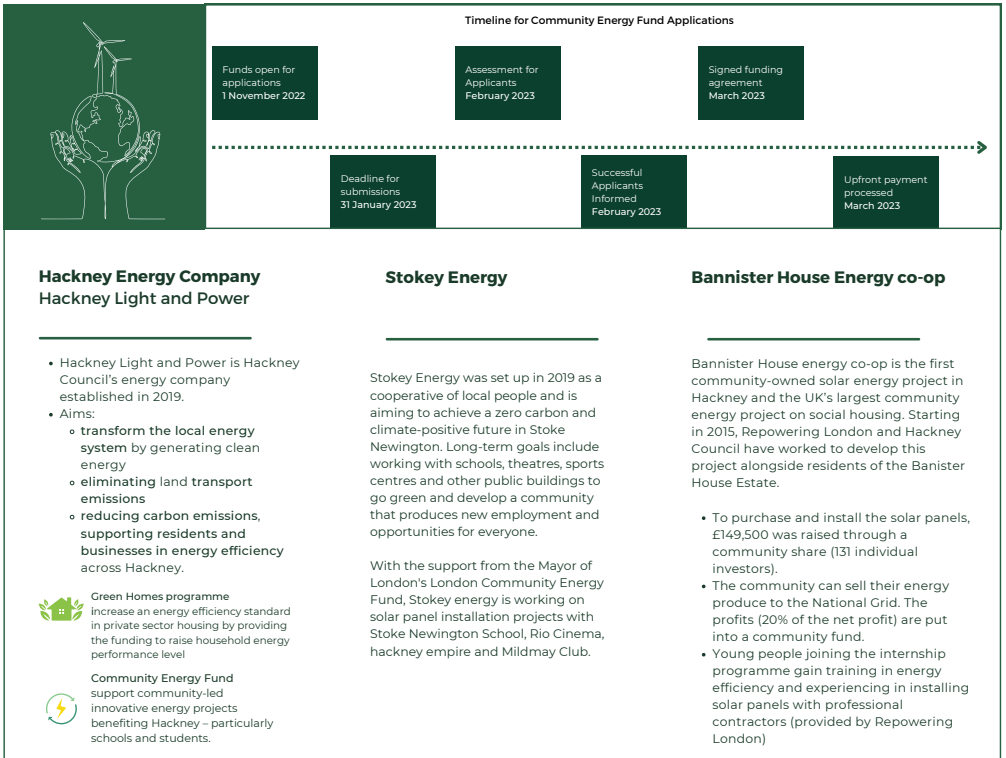 Timeline for Community Energy Fund Applications
Funds open for
applications
1 November 2022
Assessment for
Applicants
February 2023
Signed funding
agreement
March 2023
Deadline for
submissions
31 January 2023
Successful
Applicants
Informed
February 2023
Upfront payment
processed
March 2023
Hackney Energy Company
Hackney Light and Power
• Hackney Light and Power is Hackney
Council's energy company
established in 2019.
• Aims:
transform the local energy
system by generating clean
energy
eliminating land transport
emissions
reducing carbon emissions,
supporting residents and
businesses in energy efficiency
across Hackney.
Green Homes programme
increase an energy efficiency standard
in private sector housing by providing
the funding to raise household energy
performance level
Community Energy Fund
support community-led
innovative energy projects
benefiting Hackney – particularly
schools and students.
Stokey Energy
Stokey Energy was set up in 2019 as a
cooperative of local people and is
aiming to achieve a zero carbon and
climate-positive future in Stoke
Newington. Long-term goals include
working with schools, theatres, sports
centres and other public buildings to
go green and develop a community
that produces new employment and
opportunities for everyone.
With the support from the Mayor of
London's London Community Energy
Fund, Stokey energy is working on
solar panel installation projects with
Stoke Newington School, Rio Cinema,
hackney empire and Mildmay Club.
Bannister House Energy co-op
Bannister House energy co-op is the first
community-owned solar energy project in
Hackney and the UK's largest community
energy project on social housing. Starting
in 2015, Repowering London and Hackney
Council have worked to develop this
project alongside residents of the Banister
House Estate.
• To purchase and install the solar panels,
£149,500 was raised through a
community share (131 individual
investors).
• The community can sell their energy
produce to the National Grid. The
profits (20% of the net profit) are put
into a community fund.
• Young people joining the internship
programme gain training in energy
efficiency and experiencing in installing
solar panels with professional
contractors (provided by Repowering
London)